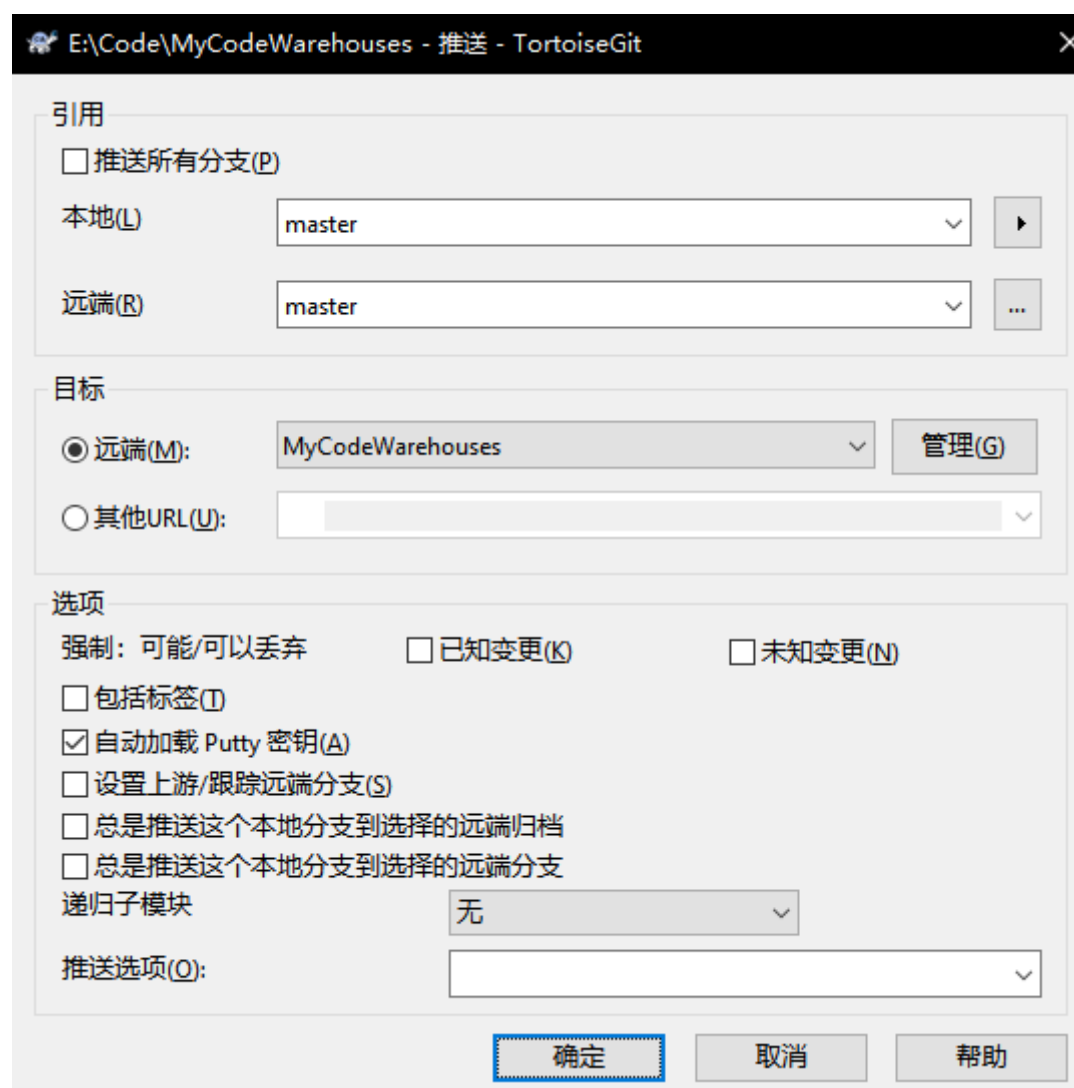 E:\Code\MyCodeWarehouses - 推送 - TortoiseGit
引用
推送所有分支(P)
本地(L)
master
远端(R)
master
...
目标
远端(M):
MyCodeWarehouses
管理(G)
其他URL(U):
选项
强制：可能/可以丢弃
已知变更(K)
未知变更(N)
包括标签(T)
自动加载 Putty 密钥(A)
设置上游/跟踪远端分支(S)
总是推送这个本地分支到选择的远端归档
总是推送这个本地分支到选择的远端分支
递归子模块
无
推送选项(O):
确定
取消
帮助